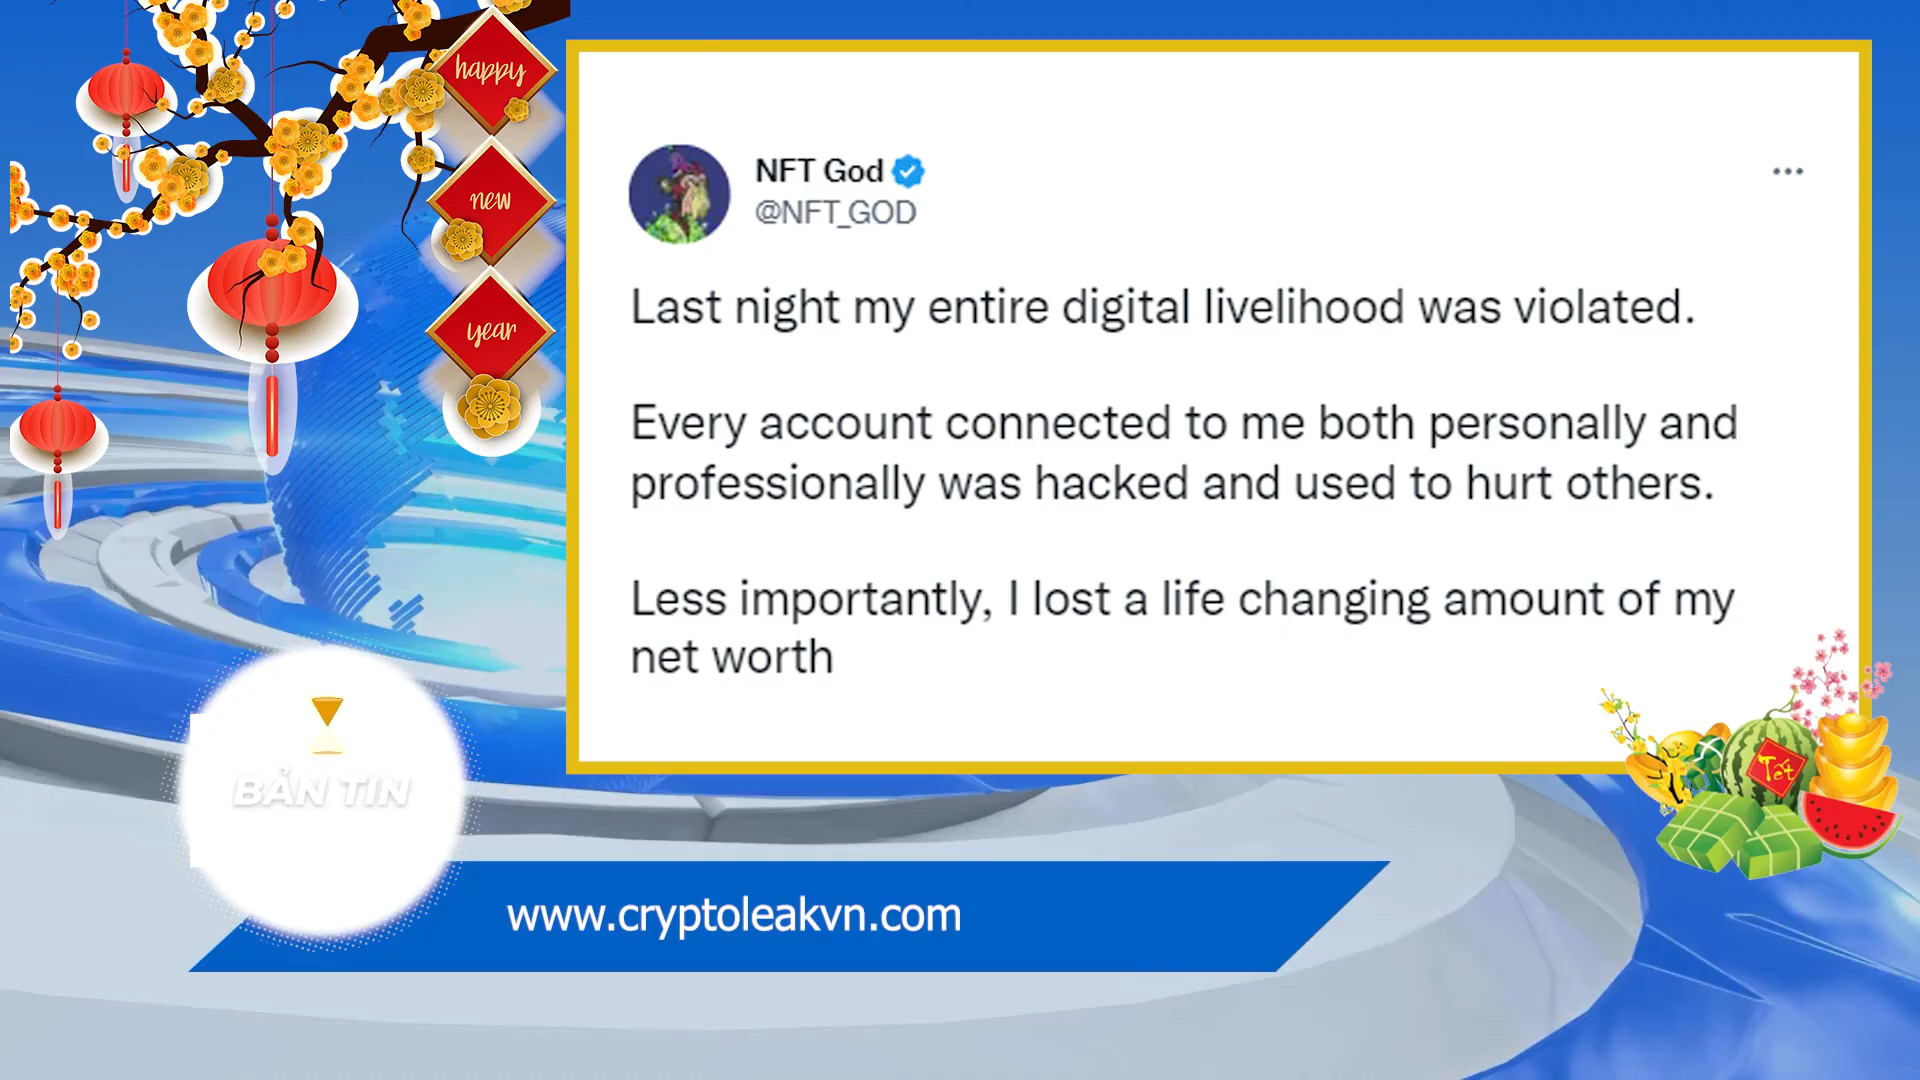 happy
new
year
NFT God
@NFT_GOD
Last night my entire digital livelihood was violated.
Every account connected to me both personally and
professionally was hacked and used to hurt others.
Less importantly, I lost a life changing amount of my
net worth
Tết
BẢN TIN
www.cryptoleakvn.com